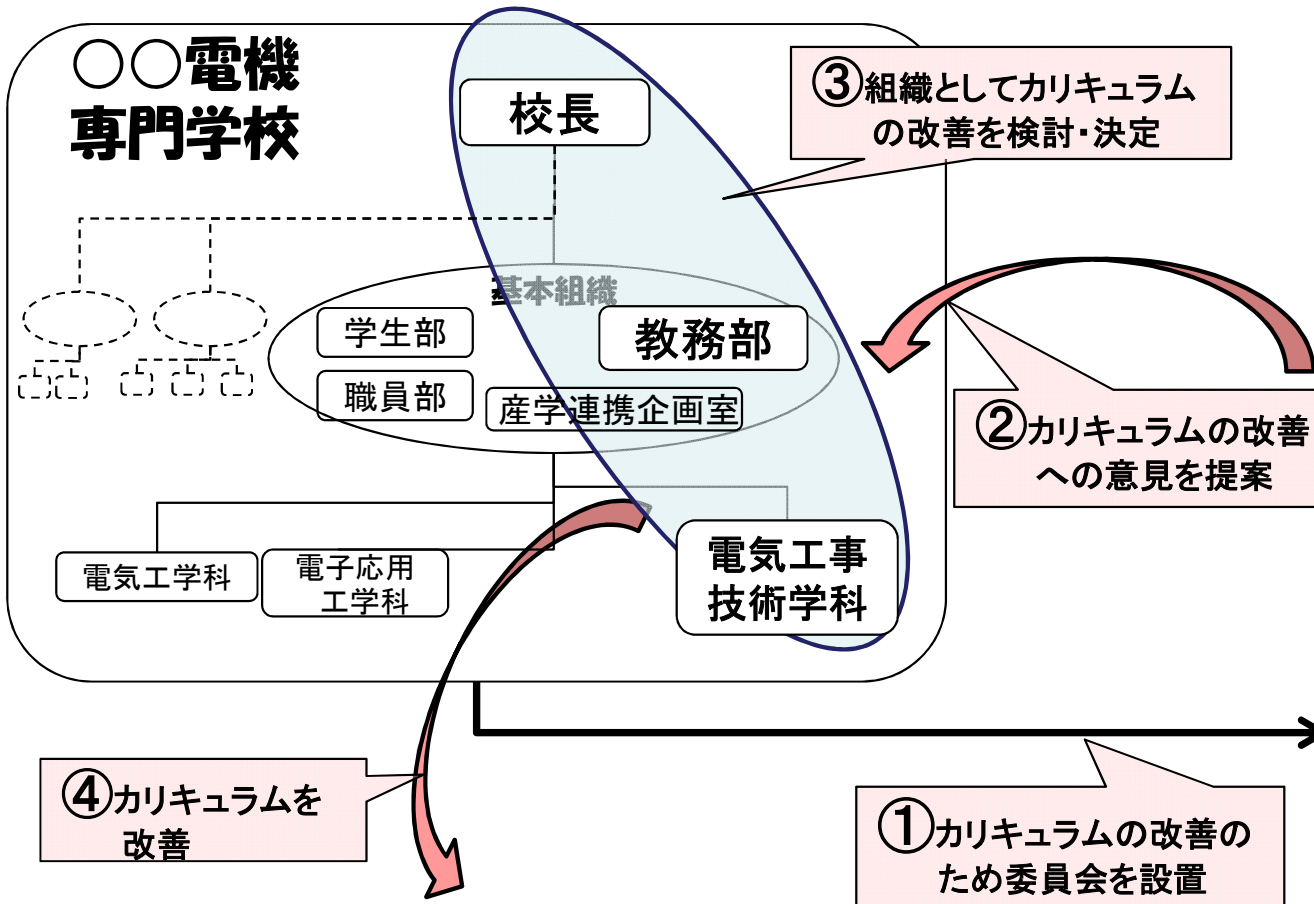 ○○電機
専門学校
校長
③組織としてカリキュラム
の改善を検討・決定
基本組織
学生部
教務部
職員部
産学連携企画室
②カリキュラムの改善
への意見を提案
電気工学科
電子応用
工学科
電気工事
技術学科
④カリキュラムを
改善
①カリキュラムの改善の
ため委員会を設置